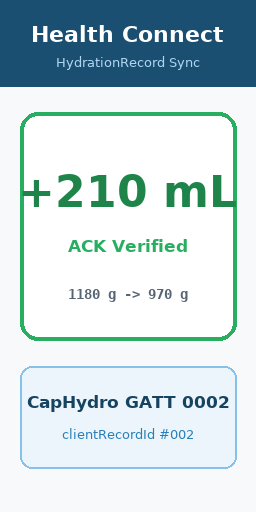 Health Connect
HydrationRecord Sync
+210 mL
ACK Verified
1180 g -> 970 g
CapHydro GATT 0002
clientRecordId #002